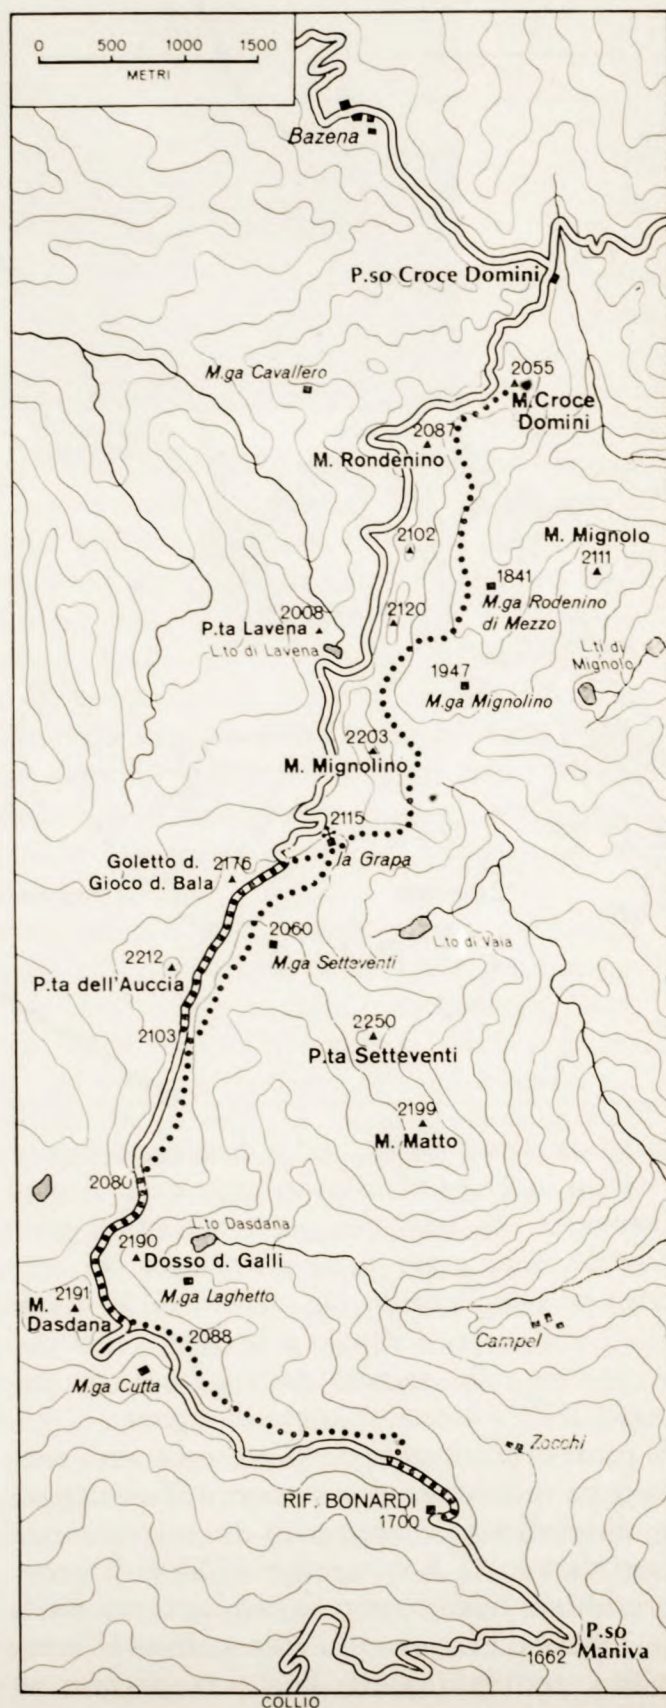 0 500 1000 1500
METRI
Bazena
P.so Croce Domini
M.ga Cavallero
2055
M.Croce
Domini
2087
M. Rondenino
2102
M. Mignolo
2111
1841
M.ga Rodenino
di Mezzo
2008
P.ta Lavena
L.to di Lavena
2120
L.ti di
Mignolo
1947
M.ga Mignolino
2203
M. Mignolino
2115
la Grapa
Goletto d.
Gioco d. Bala
2176
2060
M.ga Setteventi
L.to di Vaia
2212
P.ta dell'Auccia
2103
2250
P.ta Setteventi
2199
M. Matto
2080
L.to Dasdana
2190
Dosso d. Galli
M.ga Laghetto
2191
M.
Dasdana
2088
Campel
M.ga Cutta
Zocchi
RIF. BONARDI
1700
P.so
Maniva
1662
COLLIO